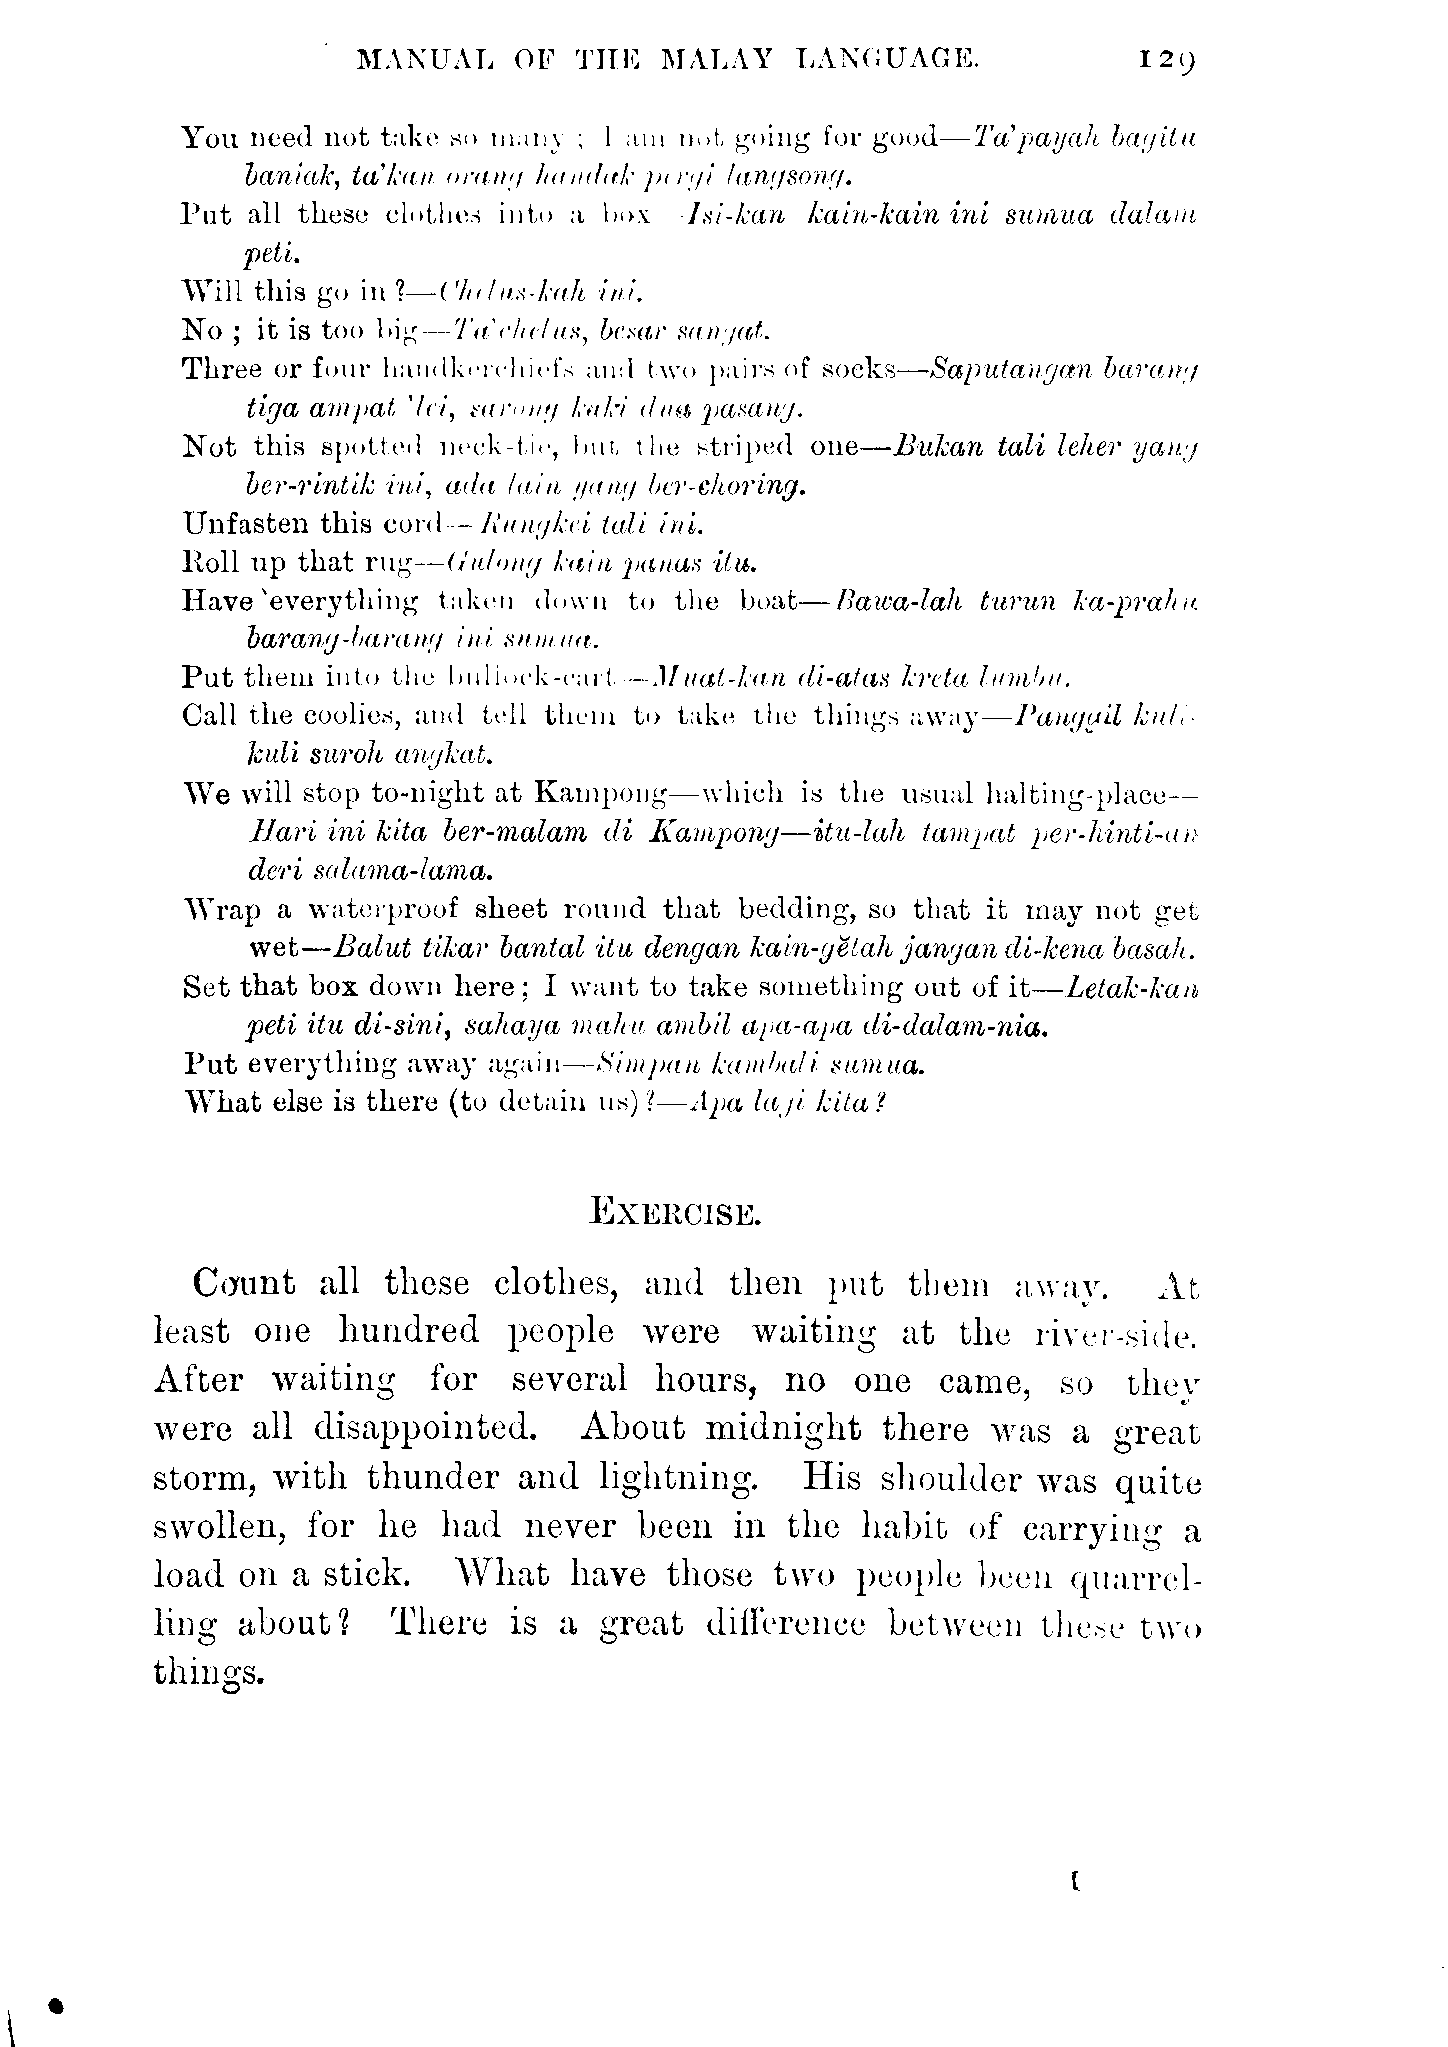 MANUAL OF THE MALAY LANGUAGE. 129
You need not take so many ; I am not going for good—Ta'payah bagitu
baniak, ta'kan orang handak pergi langsong.
Put all these clothes into a box—Isi-kan kain-kain ini sumua dalam
peti.
Will this go in ?—Chelus-kah ini.
No ; it is too big—Ta'chelus, besar sangat.
Three or four handkerchiefs and two pairs of socks—Saputangan barang
tiga ampat 'lei, sarong kaki dua pasang.
Not this spotted neck-tie, but the striped one—Bukan tali leher yang
ber-rintik ini, ada lain yang ber-choring.
Unfasten this cord—Rungkei tali ini.
Roll up that rug—Gulong kain panas itu.
Have everything taken down to the boat—Bawa-lah turun ka-prahu
barang-barang ini sumua.
Put them into the bullock-cart—Muat-kan di-atas kreta lumbu.
Call the coolies, and tell them to take the things away—Panggil kuli-
kuli suroh angkat.
We will stop to-night at Kampong—which is the usual halting-place—
Hari ini kita ber-malam di Kampong—itu-lah tampat per-hinti-an
deri salama-lama.
Wrap a waterproof sheet round that bedding, so that it may not get
wet—Balut tikar bantal itu dengan kain-gĕtah jangan di-kena basah.
Set that box down here ; I want to take something out of it—Letak-kan
peti itu di-sini, sahaya mahu ambil apa-apa di-dalam-nia.
Put everything away again—Simpan kambali sumua.
What else is there (to detain us) ?—Apa lagi kita ?
EXERCISE.
Count all these clothes, and then put them away. At
least one hundred people were waiting at the river-side.
After waiting for several hours, no one came, so they
were all disappointed. About midnight there was a great
storm, with thunder and lightning. His shoulder was quite
swollen, for he had never been in the habit of carrying a
load on a stick. What have those two people been quarrel-
ling about? There is a great difference between these two
things.